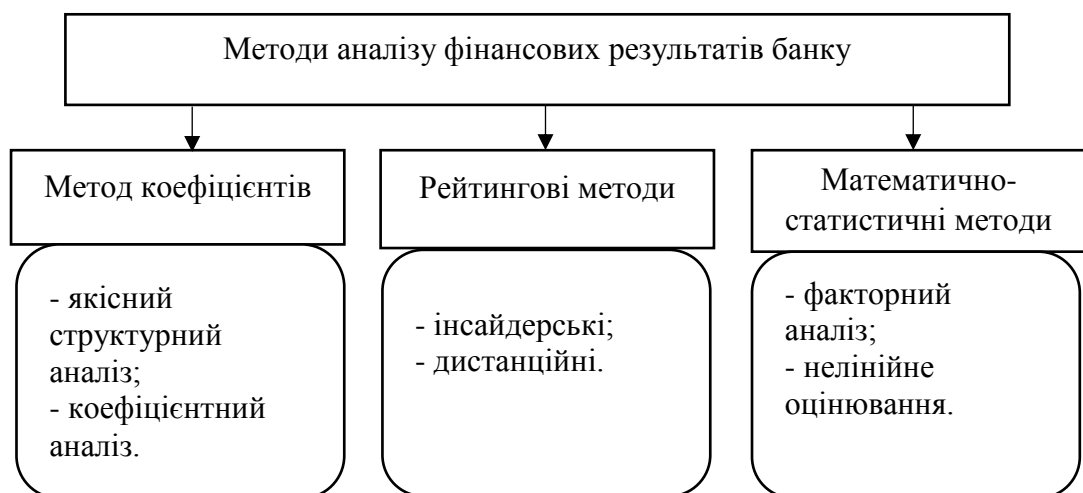 Методи аналізу фінансових результатів банку
Метод коефіцієнтів
- якісний
структурний
аналіз;
- коефіцієнтний
аналіз.
Рейтингові методи
- інсайдерські;
- дистанційні.
Математично-
статистичні методи
- факторний
аналіз;
- нелінійне
оцінювання.